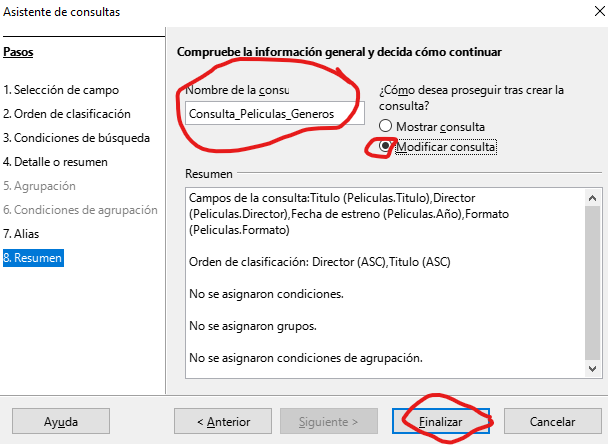 Asistente de consultas
Pasos
1. Selección de campo
2. Orden de clasificación
3. Condiciones de búsqueda
4. Detalle o resumen
5. Agrupación
6. Condiciones de agrupación
7. Alias
8. Resumen
Compruebe la información general y decida cómo continuar
Nombre de la consu
Consulta_Peliculas_Generos
¿Cómo desea proseguir tras crear la
consulta?
Mostrar consulta
Modificar consulta
Resumen
Campos de la consulta:Titulo (Peliculas.Titulo),Director
(Peliculas.Director),Fecha de estreno (Peliculas.Año),Formato
(Peliculas.Formato)
Orden de clasificación: Director (ASC),Titulo (ASC)
No se asignaron condiciones.
No se asignaron grupos.
No se asignaron condiciones de agrupación.
Ayuda
< Anterior
Siguiente >
Finalizar
Cancelar